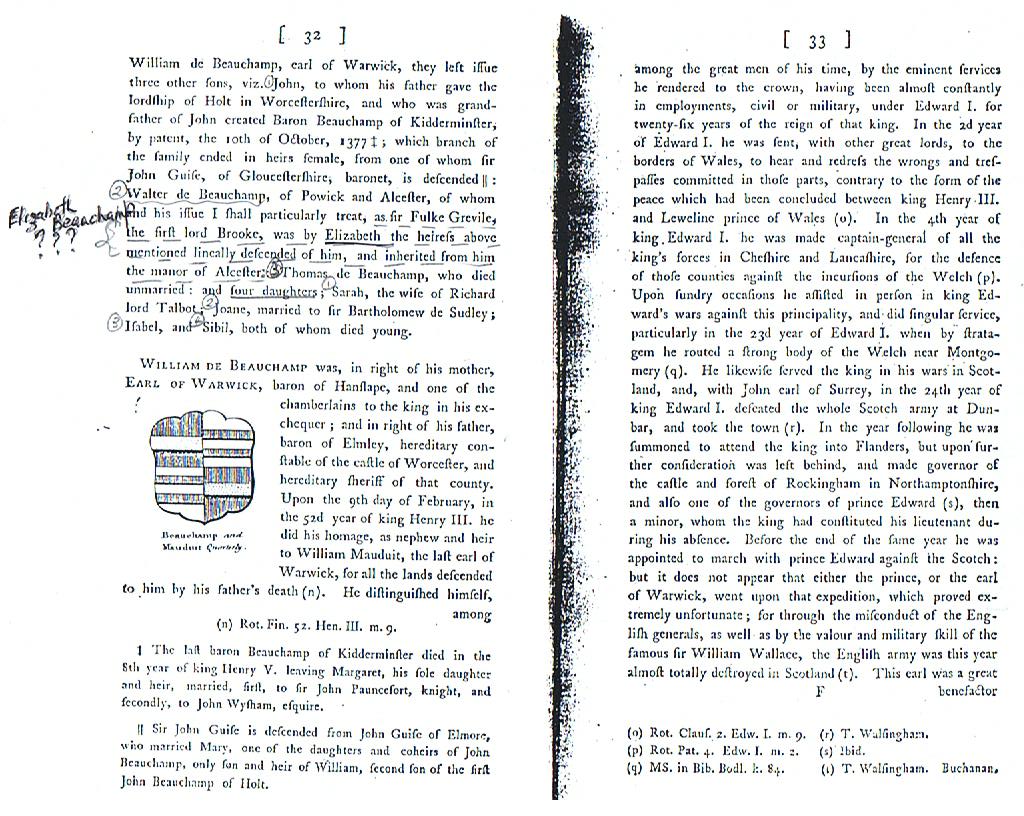 [ 32 ]
William de Beauchamp, earl of Warwick, they left iſſue
three other ſons, viz. ① John, to whom his father gave the
lordſhip of Holt in Worceſterſhire, and who was grand-
father of John created Baron Beauchamp of Kidderminſter,
by patent, the 10th of October, 1377 ‡ ; which branch of
the family ended in heirs female, from one of whom ſir
John Guiſe, of Glouceſterſhire, baronet, is deſcended || :
② Walter de Beauchamp, of Powick and Alceſter, of whom
and his iſſue I ſhall particularly treat, as ſir Fulke Grevile,
the firſt lord Brooke, was by Elizabeth the heireſs above
mentioned lineally deſcended of him, and inherited from him
the manor of Alceſter: ③ Thomas de Beauchamp, who died
unmarried : and four daughters ; ① Sarah, the wife of Richard
lord Talbot; ② Joane, married to ſir Bartholomew de Sudley ;
③ Iſabel, and ④ Sibil, both of whom died young.
Elizabeth
Beauchamp
? ? ?
WILLIAM DE BEAUCHAMP was, in right of his mother,
EARL OF WARWICK, baron of Hanſlape, and one of the
chamberlains to the king in his ex-
chequer ; and in right of his father,
baron of Elmley, hereditary con-
ſtable of the caſtle of Worceſter, and
hereditary ſheriff of that county.
Upon the 9th day of February, in
the 52d year of king Henry III. he
did his homage, as nephew and heir
to William Mauduit, the laſt earl of
Warwick, for all the lands deſcended
to him by his father's death (n). He diſtinguiſhed himſelf,
among
Beauchamp and
Mauduit Quarterly.
(n) Rot. Fin. 52. Hen. III. m. 9.
‡ The laſt baron Beauchamp of Kidderminſter died in the
8th year of king Henry V. leaving Margaret, his ſole daughter
and heir, married, firſt, to ſir John Pauncefort, knight, and
ſecondly, to John Wyſham, eſquire.
|| Sir John Guiſe is deſcended from John Guiſe of Elmore,
who married Mary, one of the daughters and coheirs of John
Beauchamp, only ſon and heir of William, ſecond ſon of the firſt
John Beauchamp of Holt.
[ 33 ]
among the great men of his time, by the eminent ſervices
he rendered to the crown, having been almoſt conſtantly
in employments, civil or military, under Edward I. for
twenty-ſix years of the reign of that king. In the 2d year
of Edward I. he was ſent, with other great lords, to the
borders of Wales, to hear and redreſs the wrongs and treſ-
paſſes committed in thoſe parts, contrary to the form of the
peace which had been concluded between king Henry III.
and Leweline prince of Wales (o). In the 4th year of
king Edward I. he was made captain-general of all the
king's forces in Cheſhire and Lancaſhire, for the defence
of thoſe counties againſt the incurſions of the Welch (p).
Upon ſundry occaſions he aſſiſted in perſon in king Ed-
ward's wars againſt this principality, and did ſingular ſervice,
particularly in the 23d year of Edward I. when by ſtrata-
gem he routed a ſtrong body of the Welch near Montgo-
mery (q). He likewiſe ſerved the king in his wars in Scot-
land, and, with John earl of Surrey, in the 24th year of
king Edward I. defeated the whole Scotch army at Dun-
bar, and took the town (r). In the year following he was
ſummoned to attend the king into Flanders, but upon fur-
ther conſideration was left behind, and made governor of
the caſtle and foreſt of Rockingham in Northamptonſhire,
and alſo one of the governors of prince Edward (s), then
a minor, whom the king had conſtituted his lieutenant du-
ring his abſence. Before the end of the ſame year he was
appointed to march with prince Edward againſt the Scotch :
but it does not appear that either the prince, or the earl
of Warwick, went upon that expedition, which proved ex-
tremely unfortunate ; for through the miſconduct of the Eng-
liſh generals, as well as by the valour and military ſkill of the
famous ſir William Wallace, the Engliſh army was this year
almoſt totally deſtroyed in Scotland (t). This earl was a great
F benefactor
(o) Rot. Clauſ. 2. Edw. I. m. 9. (r) T. Walſingham.
(p) Rot. Pat. 4. Edw. I. m. 2. (s) Ibid.
(q) MS. in Bib. Bodl. k. 84. (t) T. Walſingham. Buchanan.